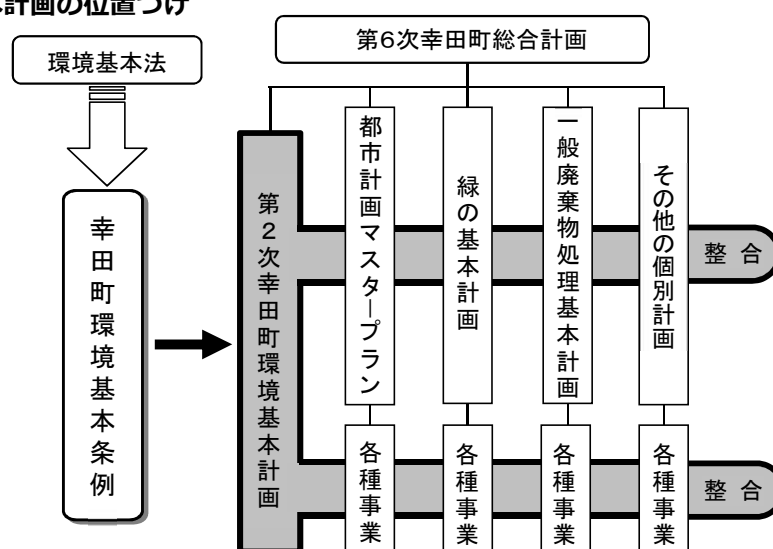 計画の位置づけ
第6次幸田町総合計画
環境基本法
幸田町環境基本条例
第2次幸田町環境基本計画
都市計画マスタープラン
緑の基本計画
一般廃棄物処理基本計画
その他の個別計画
整 合
各種事業
各種事業
各種事業
各種事業
整 合